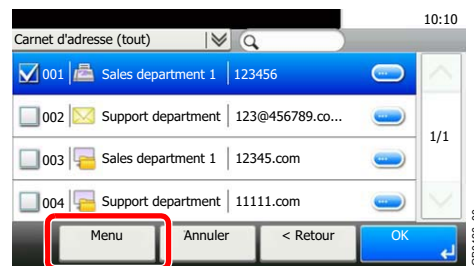 10:10
Carnet d'adresse (tout)
001 Sales department 1 123456
002 Support department 123@456789.co...
003 Sales department 1 12345.com
1/1
004 Support department 11111.com
Menu Annuler < Retour OK